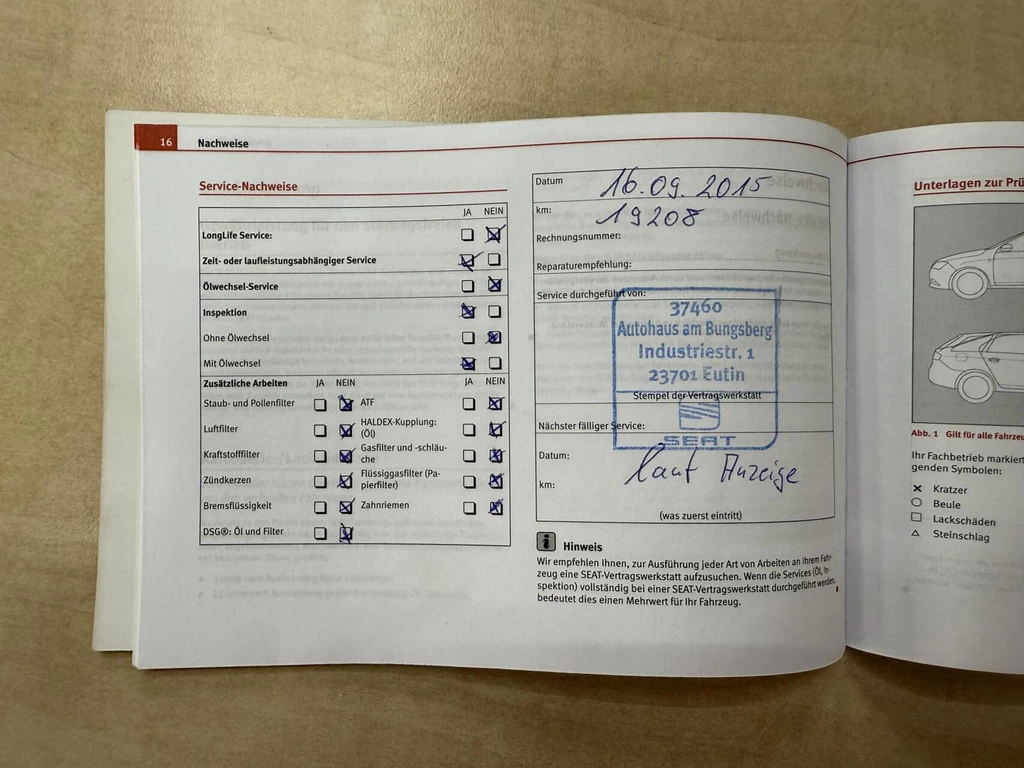 16 Nachweise
Service-Nachweise
JA NEIN
LongLife Service:
Zeit- oder laufleistungsabhängiger Service
Ölwechsel-Service
Inspektion
Ohne Ölwechsel
Mit Ölwechsel
Zusätzliche Arbeiten JA NEIN JA NEIN
Staub- und Pollenfilter ATF
Luftfilter HALDEX-Kupplung:
(Öl)
Kraftstofffilter Gasfilter und -schläu-
che
Zündkerzen Flüssiggasfilter (Pa-
pierfilter)
Bremsflüssigkeit Zahnriemen
DSG®: Öl und Filter
Datum 16.09.2015
km: 19208
Rechnungsnummer:
Reparaturempfehlung:
Service durchgeführt von:
37460
Autohaus am Bungsberg
Industriestr. 1
23701 Eutin
Stempel der Vertragswerkstatt
Nächster fälliger Service:
SEAT
Datum: laut Anzeige
km:
(was zuerst eintritt)
i Hinweis
Wir empfehlen Ihnen, zur Ausführung jeder Art von Arbeiten an Ihrem Fahr-
zeug eine SEAT-Vertragswerkstatt aufzusuchen. Wenn die Services (Öl, In-
spektion) vollständig bei einer SEAT-Vertragswerkstatt durchgeführt werden,
bedeutet dies einen Mehrwert für Ihr Fahrzeug.
Unterlagen zur Prü
Abb. 1 Gilt für alle Fahrzeu
Ihr Fachbetrieb markiert
genden Symbolen:
Kratzer
Beule
Lackschäden
Steinschlag